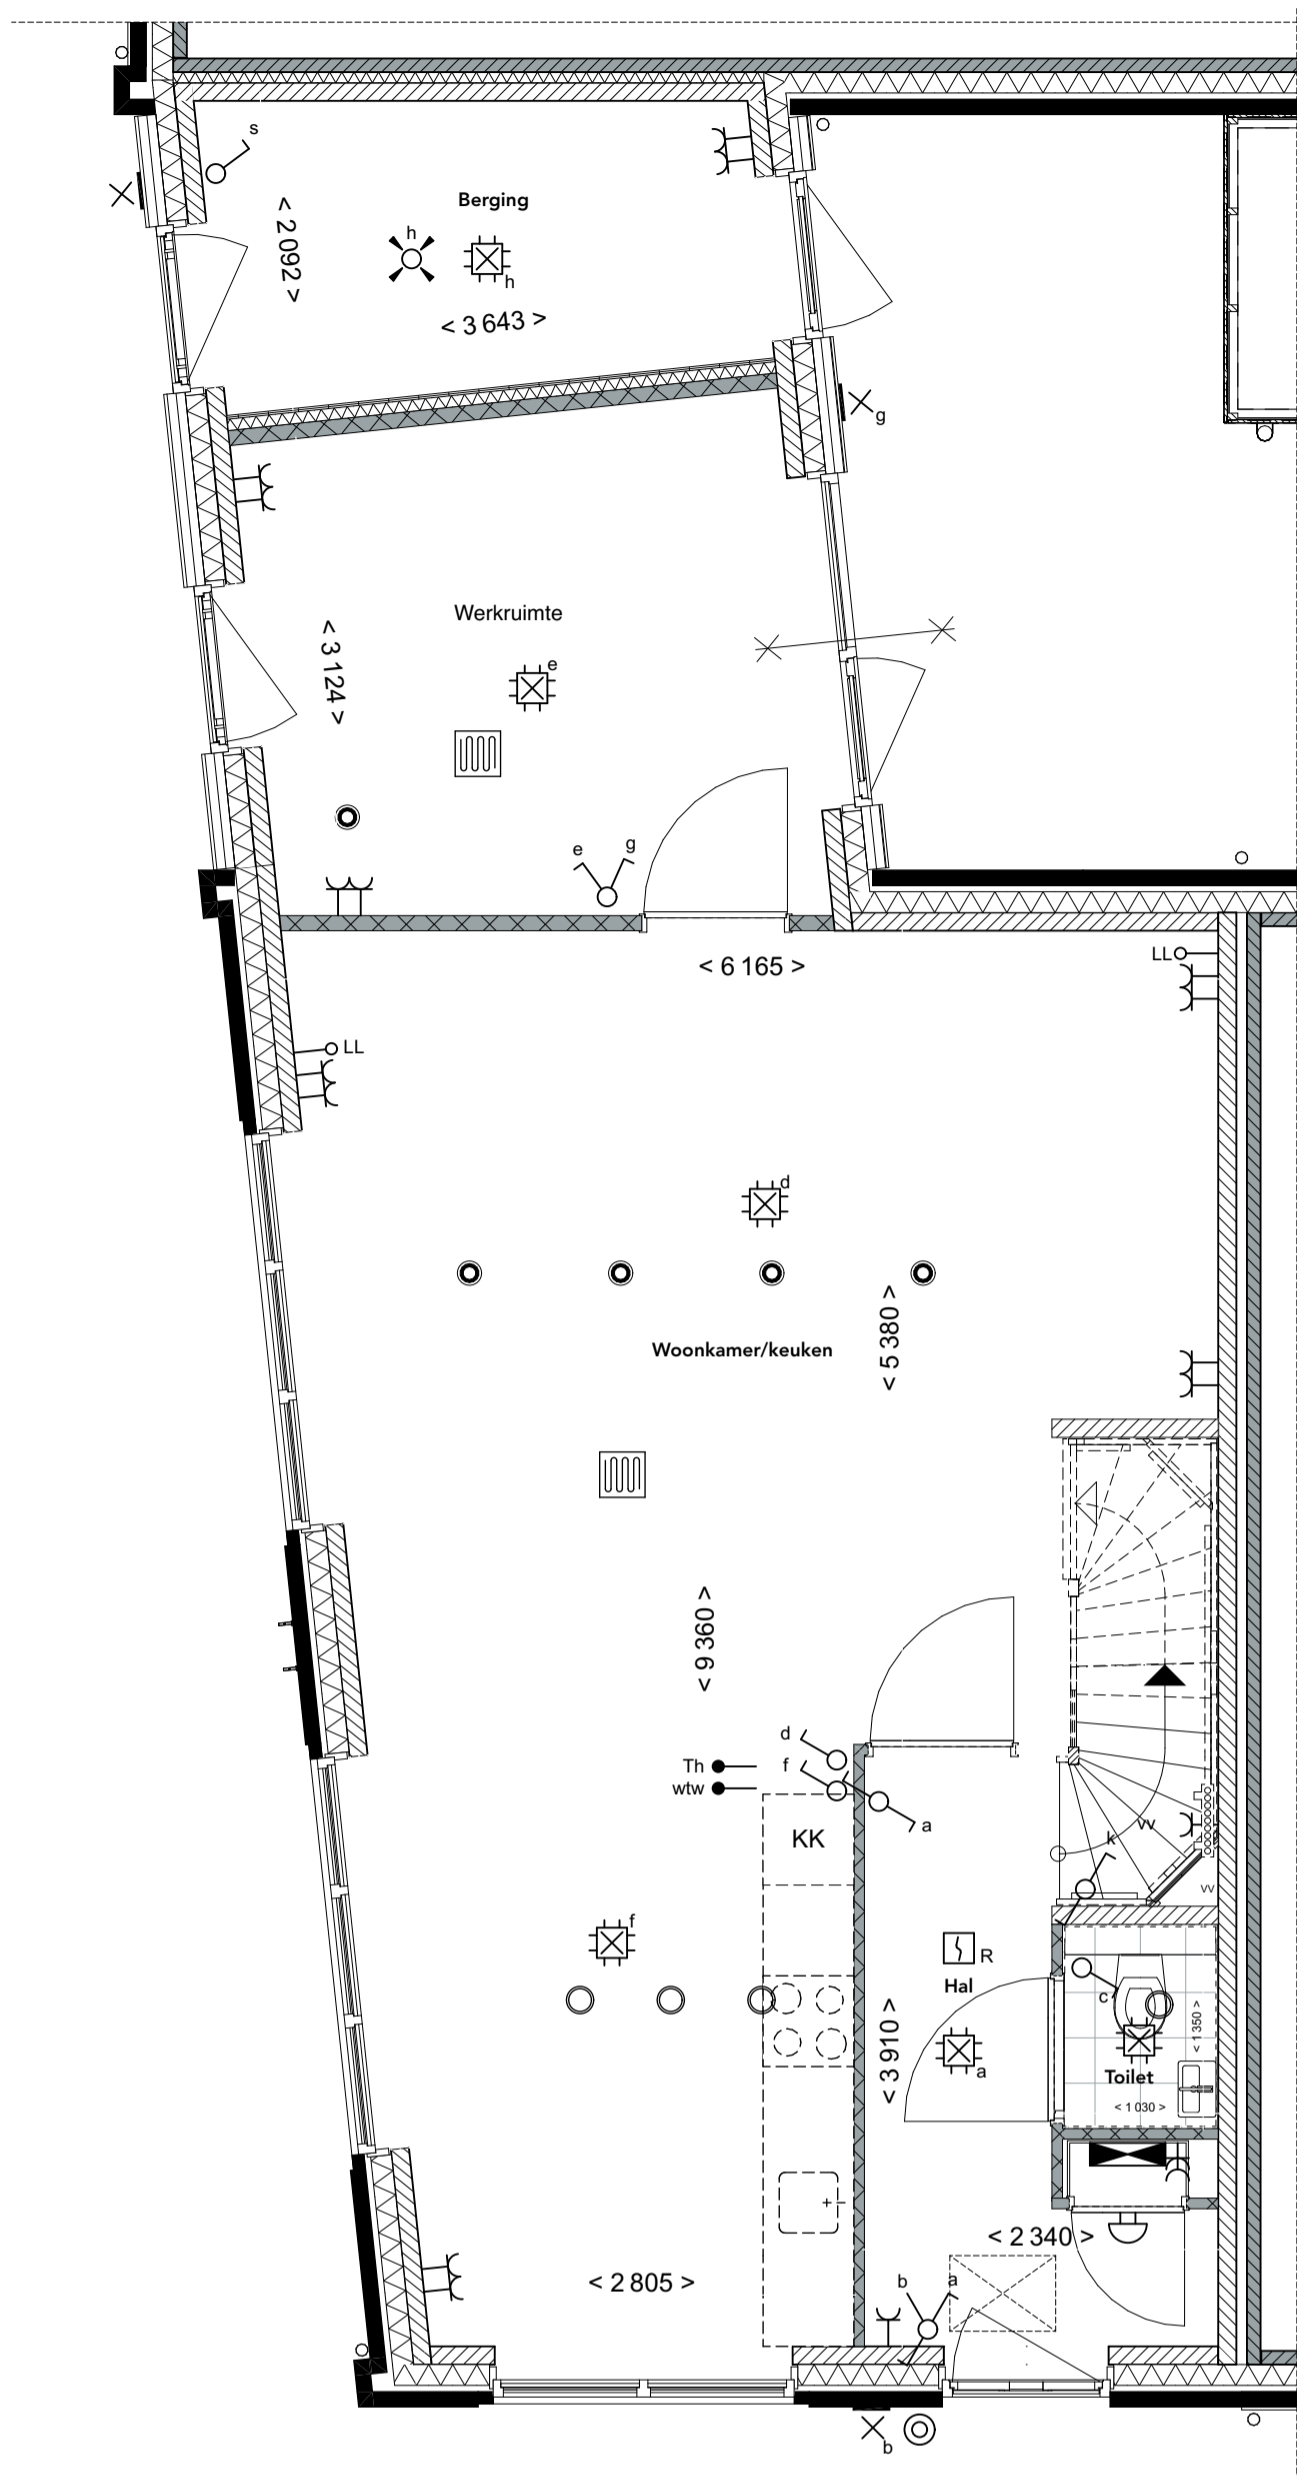 s
Berging
h
h
< 2 092 >
< 3 643 >
g
Werkruimte
e
< 3 124 >
e
g
< 6 165 >
LL
LL
d
< 5 380 >
Woonkamer/keuken
< 9 360 >
d
Th
f
wtw
a
KK
vv
k
vv
f
R
Hal
c
< 1 350 >
< 3 910 >
a
Toilet
< 1 030 >
< 2 340 >
< 2 805 >
b
a
b